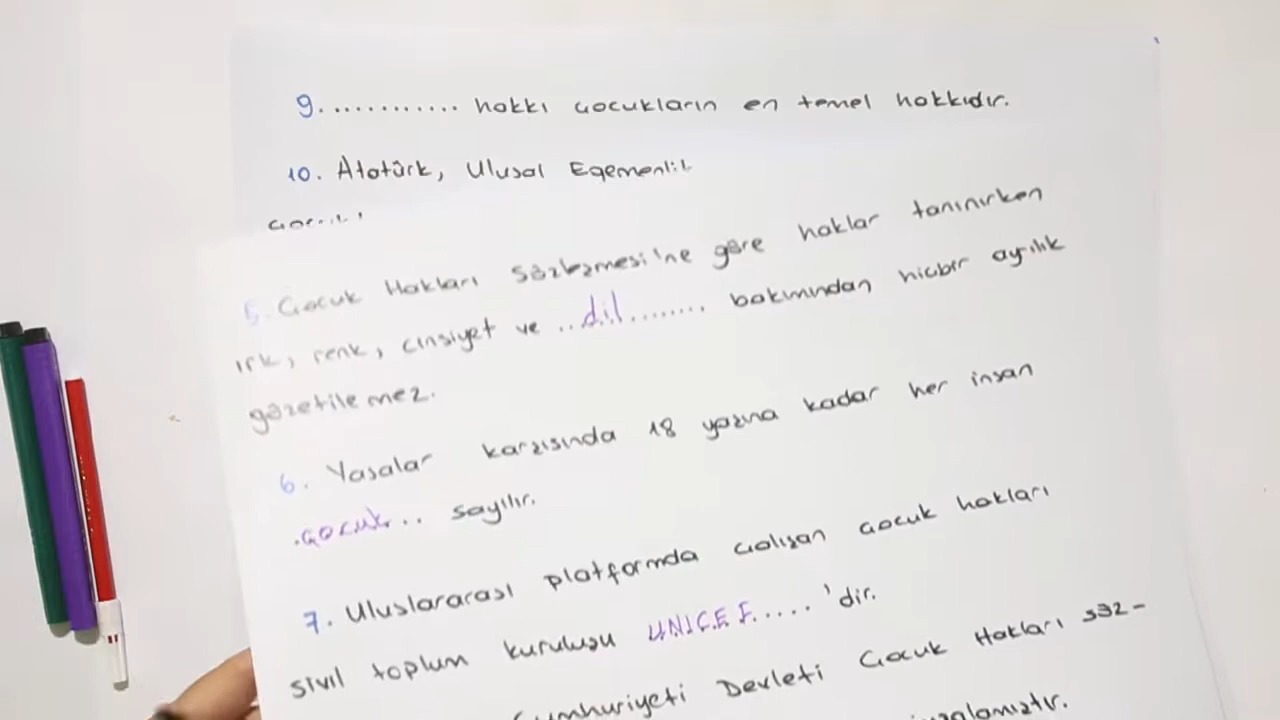 9. ............ hakkı çocukların en temel hakkıdır.
10. Atatürk, Ulusal Egemenlik
5. Çocuk Hakları Sözleşmesi'ne göre haklar tanınırken
ırk, renk, cinsiyet ve ..dil........ bakımından hiçbir ayrılık
gözetilemez.
6. Yasalar karşısında 18 yaşına kadar her insan
.çocuk.. sayılır.
7. Uluslararası platformda çalışan çocuk hakları
sivil toplum kuruluşu UNICEF.... 'dir.
Cumhuriyeti Devleti Çocuk Hakları söz-